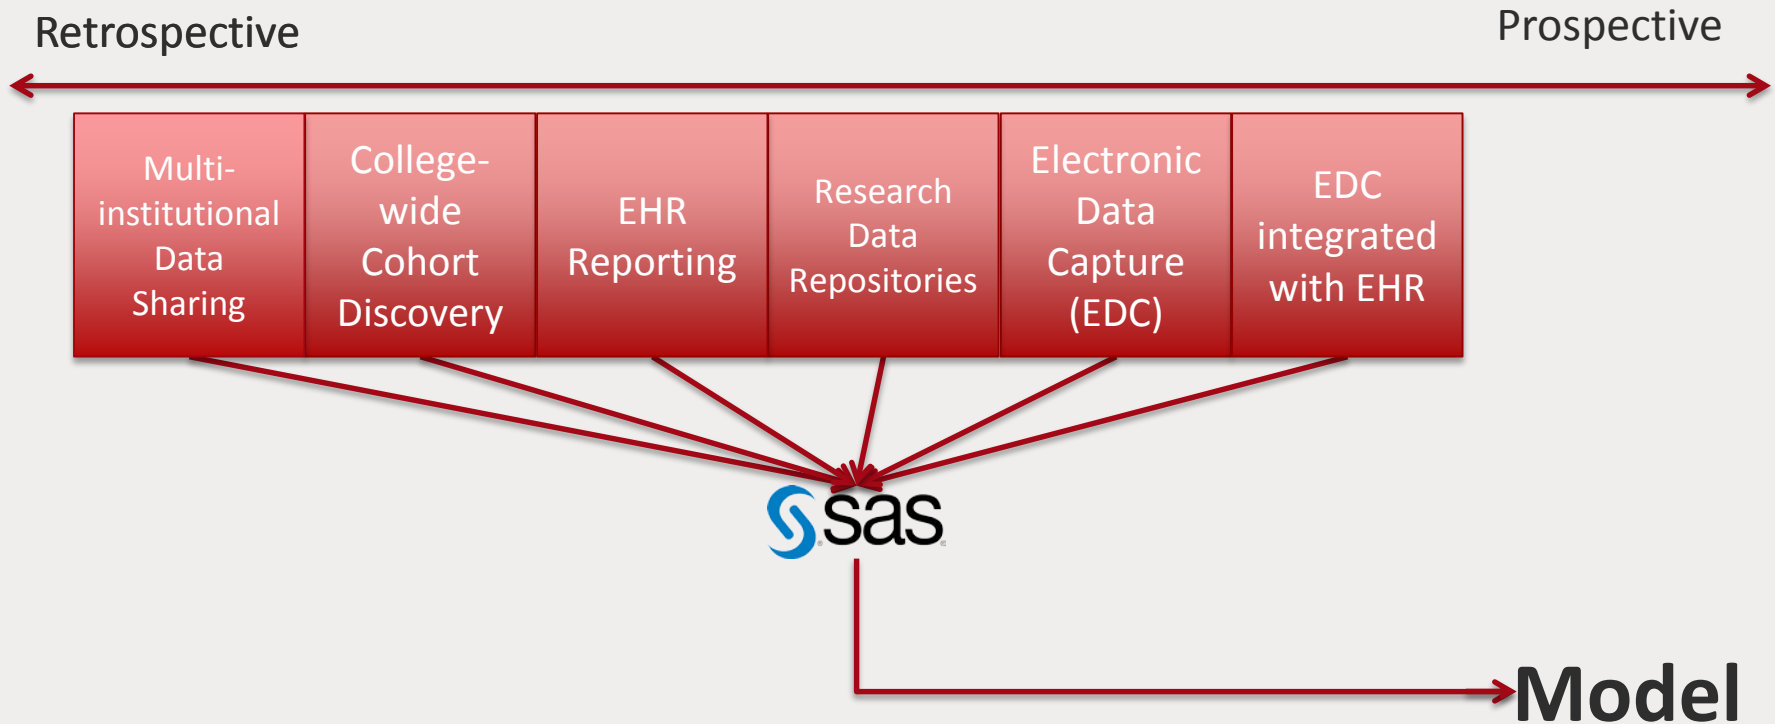 Retrospective
Prospective
Multi-
institutional
Data
Sharing
College-
wide
Cohort
Discovery
EHR
Reporting
Research
Data
Repositories
Electronic
Data
Capture
(EDC)
EDC
integrated
with EHR
sas
Model